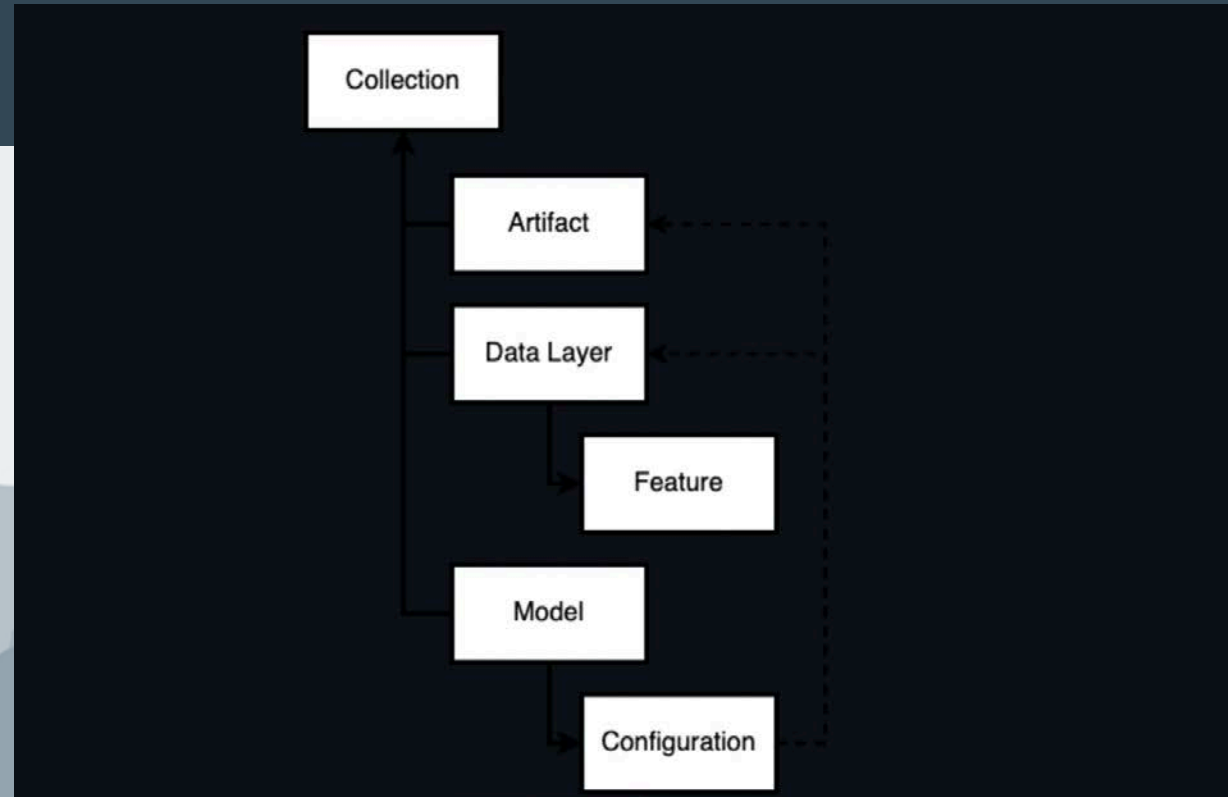 Collection
Artifact
Data Layer
Feature
Model
Configuration